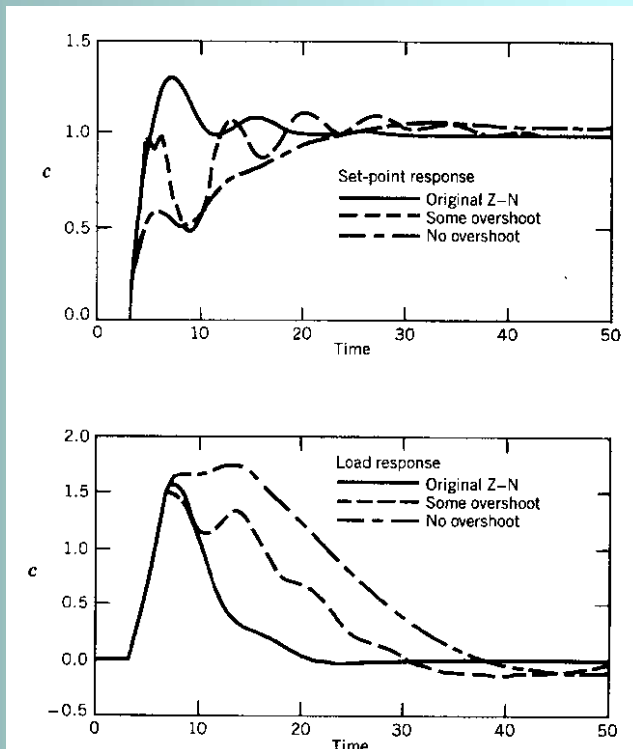 1.5
1.0
c
0.5
0.0
Set-point response
Original Z–N
Some overshoot
No overshoot
0 10 20 30 40 50
Time
2.0
1.5
1.0
c
0.5
0.0
−0.5
Load response
Original Z–N
Some overshoot
No overshoot
0 10 20 30 40 50
Time